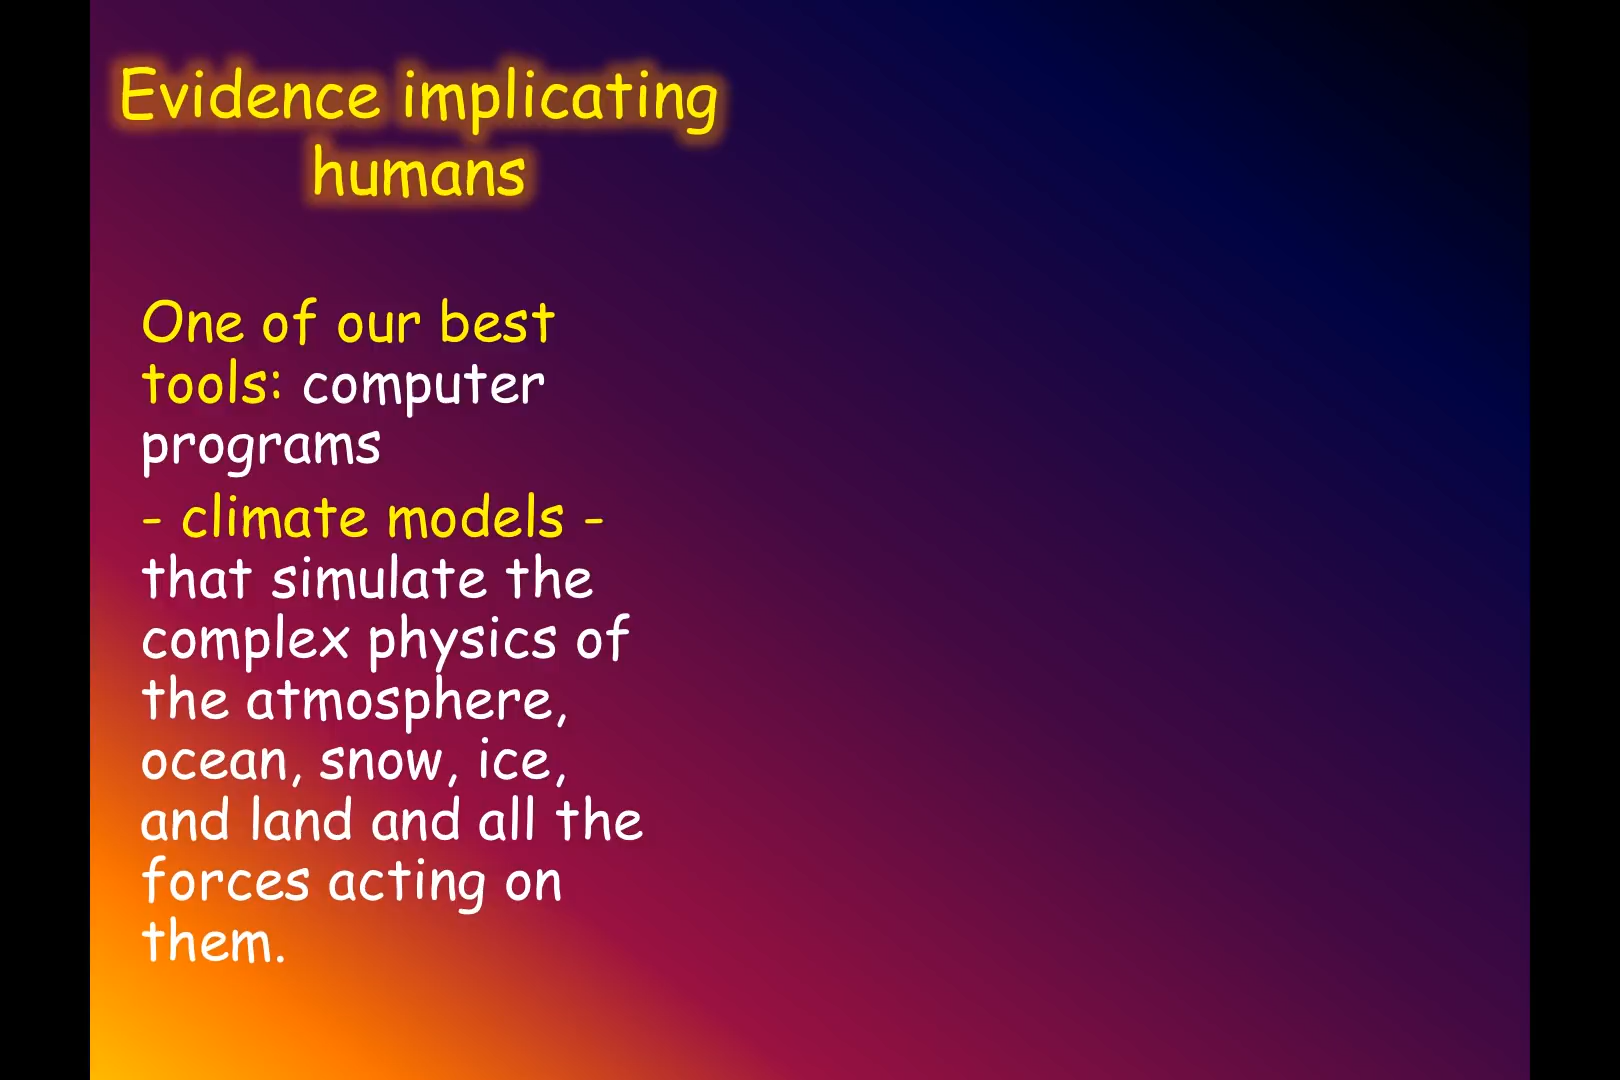 Evidence implicating
humans
One of our best
tools: computer
programs
- climate models -
that simulate the
complex physics of
the atmosphere,
ocean, snow, ice,
and land and all the
forces acting on
them.